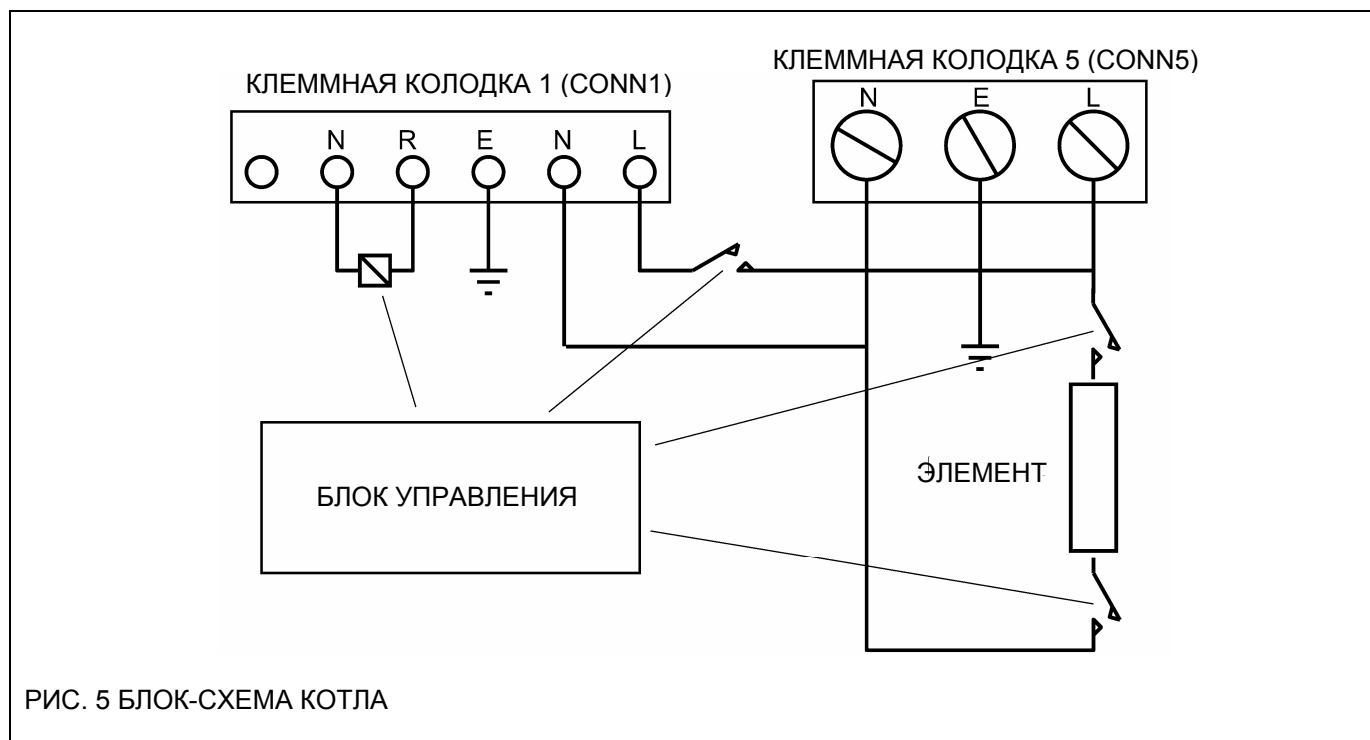 КЛЕММНАЯ КОЛОДКА 5 (CONN5)
КЛЕММНАЯ КОЛОДКА 1 (CONN1)
N E L
N R E N L
ЭЛЕМЕНТ
БЛОК УПРАВЛЕНИЯ
РИС. 5 БЛОК-СХЕМА КОТЛА